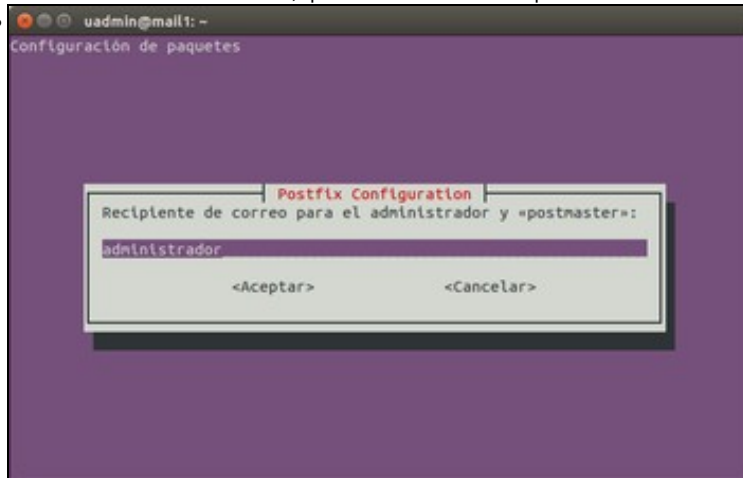 uadmin@mail1: ~
Configuración de paquetes
Postfix Configuration
Recipiente de correo para el administrador y «postmaster»:
administrador
<Aceptar> <Cancelar>